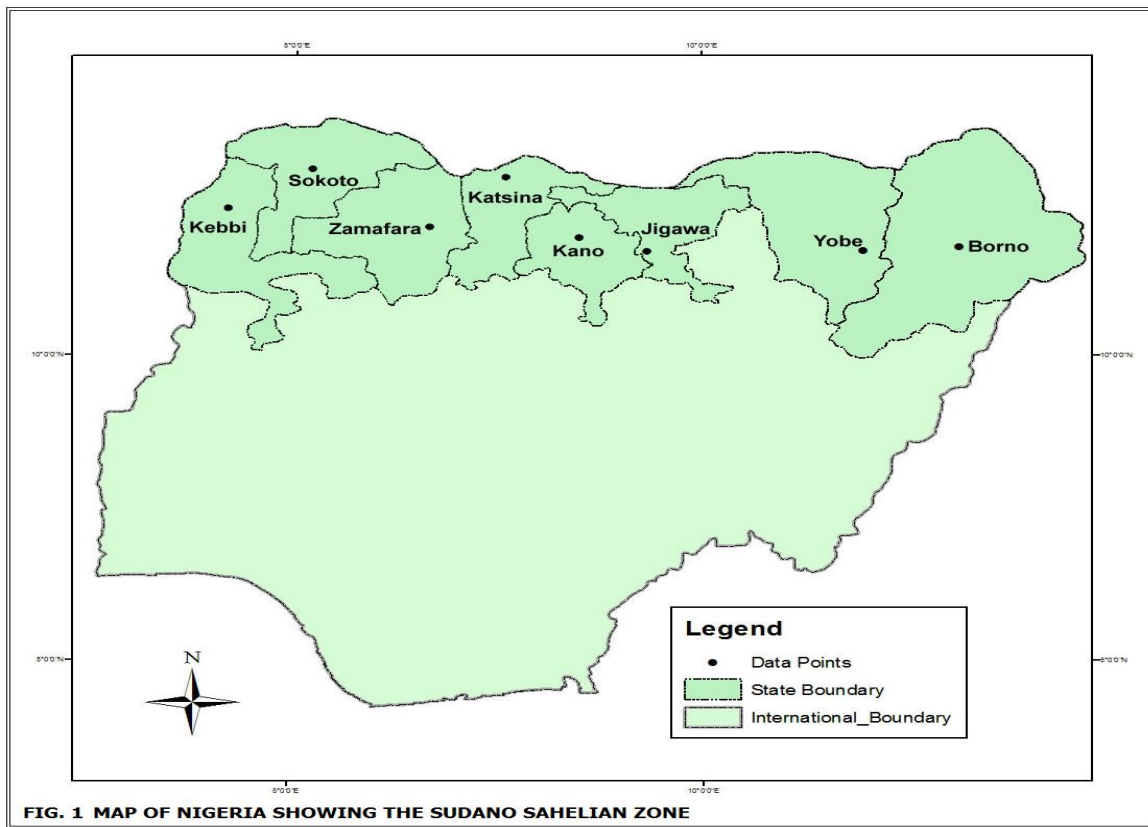 5°0'0"E 10°0'0"E
Sokoto
Katsina
Kebbi
Zamafara
Jigawa
Kano
Yobe
Borno
10°0'0"N 10°0'0"N
Legend
Data Points
State Boundary
International_Boundary
N
5°0'0"N 5°0'0"N
5°0'0"E 10°0'0"E
FIG. 1 MAP OF NIGERIA SHOWING THE SUDANO SAHELIAN ZONE